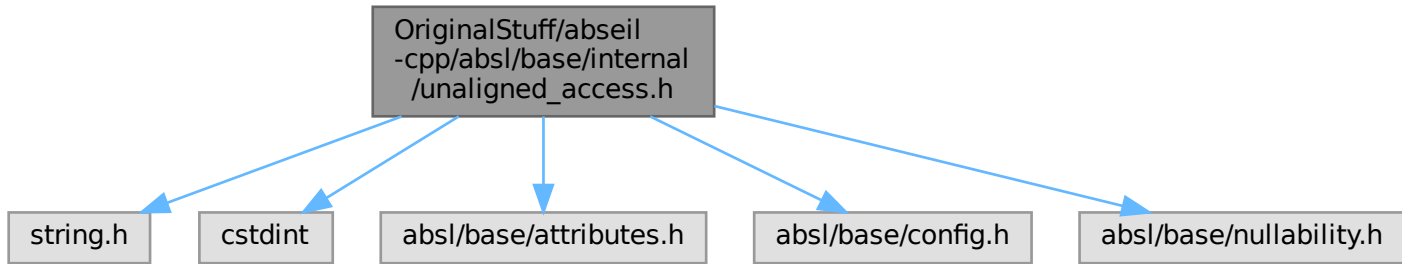 OriginalStuff/abseil
-cpp/absl/base/internal
/unaligned_access.h
string.h
cstdint
absl/base/attributes.h
absl/base/config.h
absl/base/nullability.h